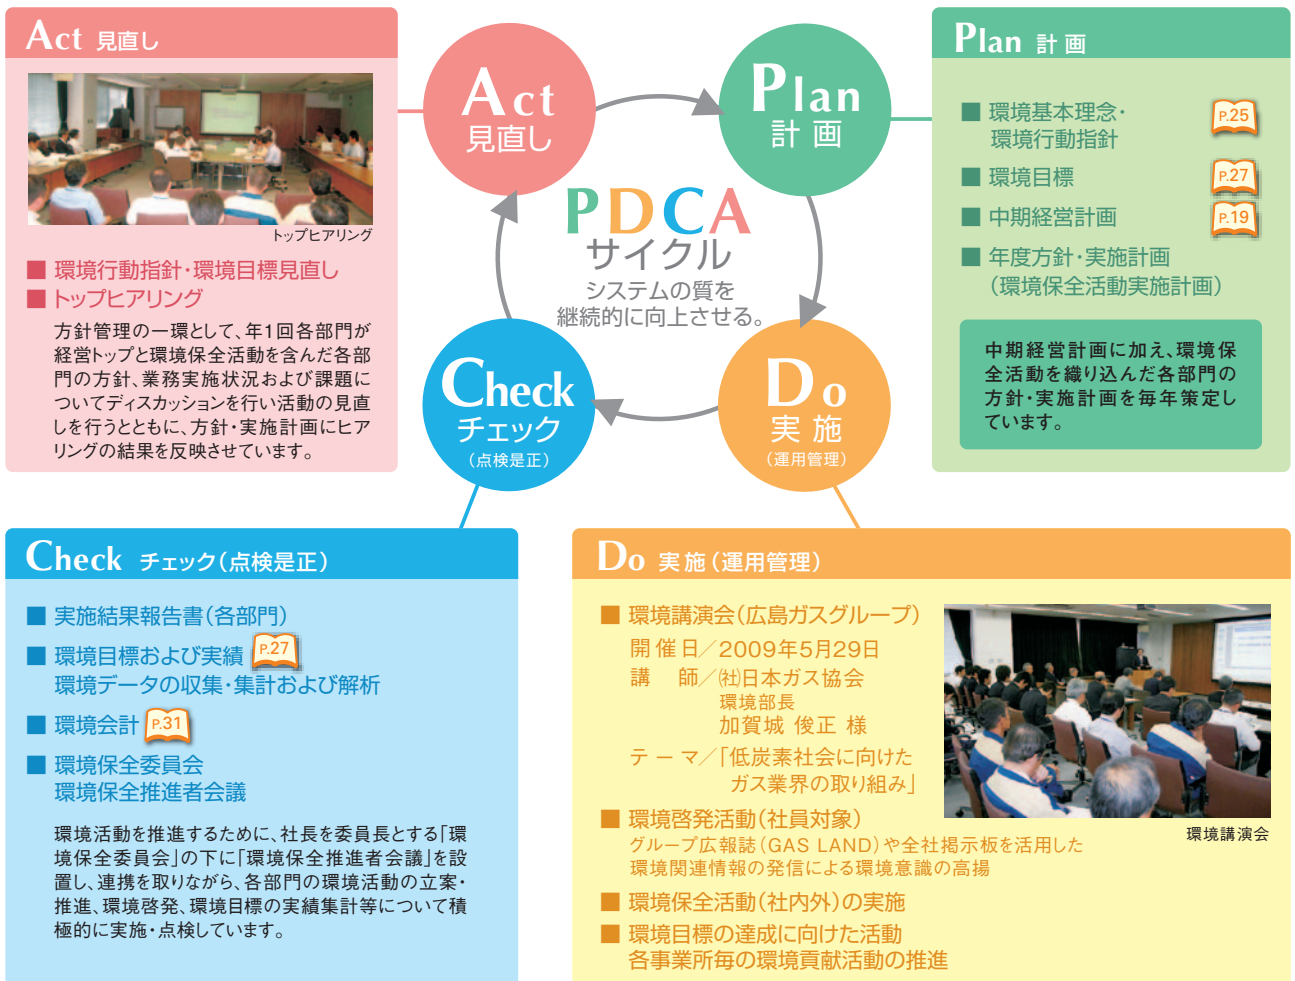 Act 見直し
トップヒアリング
■ 環境行動指針・環境目標見直し
■ トップヒアリング
方針管理の一環として、年1回各部門が
経営トップと環境保全活動を含んだ各部
門の方針、業務実施状況および課題に
ついてディスカッションを行い活動の見直
しを行うとともに、方針・実施計画にヒア
リングの結果を反映させています。
Act
見直し
Plan
計画
PDCA
サイクル
システムの質を
継続的に向上させる。
Check
チェック
（点検是正）
Do
実施
（運用管理）
Plan 計画
■ 環境基本理念・
環境行動指針
P.25
■ 環境目標
P.27
■ 中期経営計画
P.19
■ 年度方針・実施計画
（環境保全活動実施計画）
中期経営計画に加え、環境保
全活動を織り込んだ各部門の
方針・実施計画を毎年策定し
ています。
Check チェック（点検是正）
■ 実施結果報告書（各部門）
■ 環境目標および実績 P.27
環境データの収集・集計および解析
■ 環境会計 P.31
■ 環境保全委員会
環境保全推進者会議
環境活動を推進するために、社長を委員長とする「環
境保全委員会」の下に「環境保全推進者会議」を設
置し、連携を取りながら、各部門の環境活動の立案・
推進、環境啓発、環境目標の実績集計等について積
極的に実施・点検しています。
Do 実施（運用管理）
■ 環境講演会（広島ガスグループ）
開催日／2009年5月29日
講　師／㈳日本ガス協会
環境部長
加賀城 俊正 様
テーマ／「低炭素社会に向けた
ガス業界の取り組み」
環境講演会
■ 環境啓発活動（社員対象）
グループ広報誌（GAS LAND）や全社掲示板を活用した
環境関連情報の発信による環境意識の高揚
■ 環境保全活動（社内外）の実施
■ 環境目標の達成に向けた活動
各事業所毎の環境貢献活動の推進